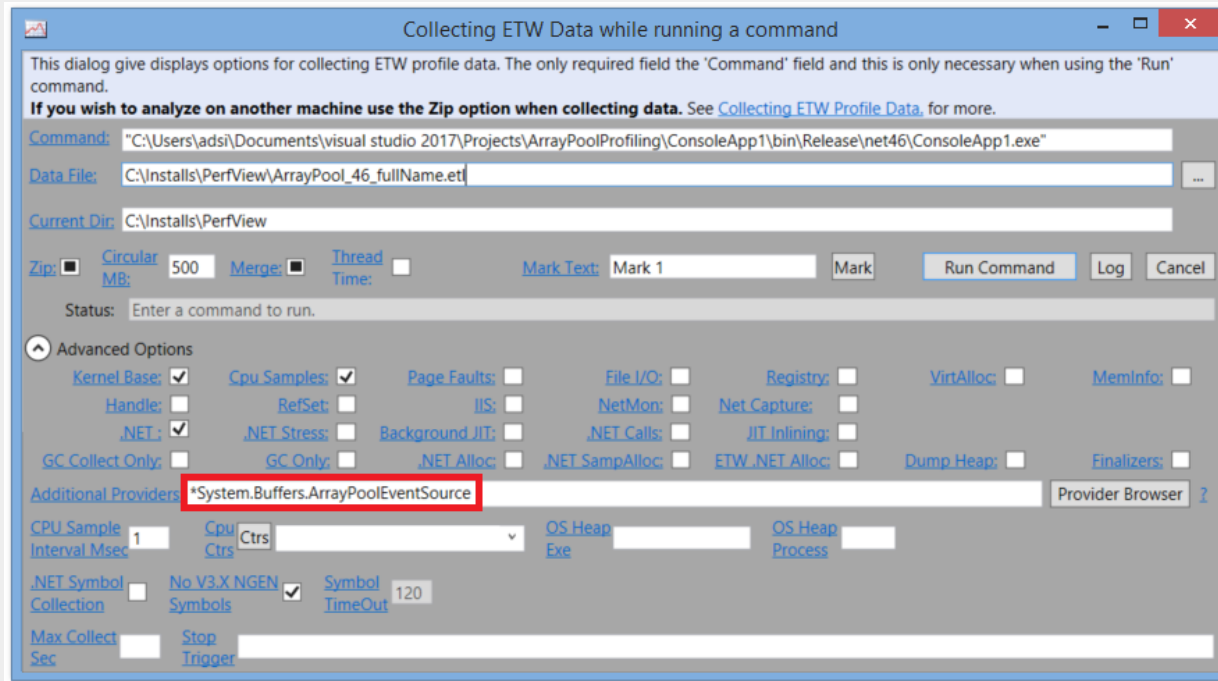 Collecting ETW Data while running a command
This dialog give displays options for collecting ETW profile data. The only required field the 'Command' field and this is only necessary when using the 'Run'
command.
If you wish to analyze on another machine use the Zip option when collecting data. See Collecting ETW Profile Data. for more.
Command: "C:\Users\adsi\Documents\visual studio 2017\Projects\ArrayPoolProfiling\ConsoleApp1\bin\Release\net46\ConsoleApp1.exe"
Data File: C:\Installs\PerfView\ArrayPool_46_fullName.etl ...
Current Dir: C:\Installs\PerfView
Zip: Circular MB: 500 Merge: Thread Time: Mark Text: Mark 1 Mark Run Command Log Cancel
Status: Enter a command to run.
Advanced Options
Kernel Base: Cpu Samples: Page Faults: File I/O: Registry: VirtAlloc: MemInfo:
Handle: RefSet: IIS: NetMon: Net Capture:
.NET : .NET Stress: Background JIT: .NET Calls: JIT Inlining:
GC Collect Only: GC Only: .NET Alloc: .NET SampAlloc: ETW .NET Alloc: Dump Heap: Finalizers:
Additional Providers *System.Buffers.ArrayPoolEventSource Provider Browser ?
CPU Sample Interval Msec 1 Cpu Ctrs Ctrs OS Heap Exe OS Heap Process
.NET Symbol Collection No V3.X NGEN Symbols Symbol TimeOut 120
Max Collect Sec Stop Trigger